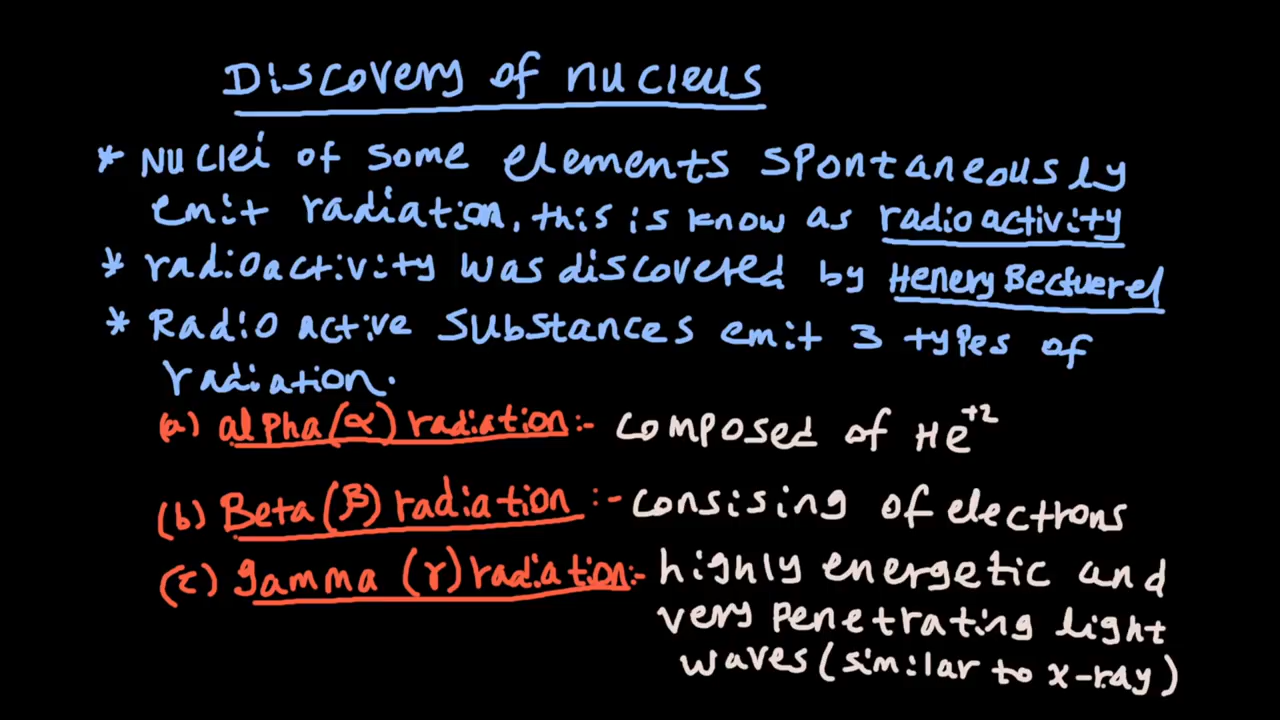 Discovery of nucleus
* Nuclei of some elements spontaneously
emit radiation, this is know as radioactivity
* radioactivity was discovered by Henery Becquerel
* Radio active substances emit 3 types of
radiation.
(a) alpha (α) radiation :- composed of He+2
(b) Beta (β) radiation :- consising of electrons
(c) gamma (γ) radiation :- highly energetic and
very penetrating light
waves (similar to x-ray)